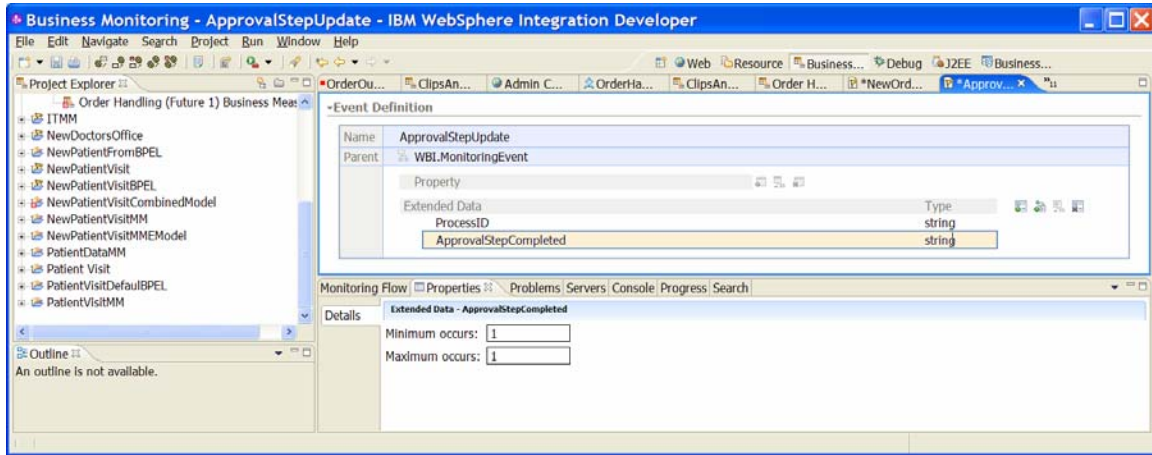 Business Monitoring - ApprovalStepUpdate - IBM WebSphere Integration Developer
File Edit Navigate Search Project Run Window Help
Web Resource Business... Debug J2EE Business...
Project Explorer
*OrderOu... ClipsAn... Admin C... OrderHa... ClipsAn... Order H... *NewOrd... *Approv... "11
Order Handling (Future 1) Business Meas
ITMM
NewDoctorsOffice
NewPatientFromBPEL
NewPatientVisit
NewPatientVisitBPEL
NewPatientVisitCombinedModel
NewPatientVisitMM
NewPatientVisitMMEModel
PatientDataMM
Patient Visit
PatientVisitDefaulBPEL
PatientVisitMM
Event Definition
Name ApprovalStepUpdate
Parent WBI.MonitoringEvent
Property
Extended Data Type
ProcessID string
ApprovalStepCompleted string
Monitoring Flow Properties Problems Servers Console Progress Search
Details
Extended Data - ApprovalStepCompleted
Minimum occurs: 1
Maximum occurs: 1
Outline
An outline is not available.